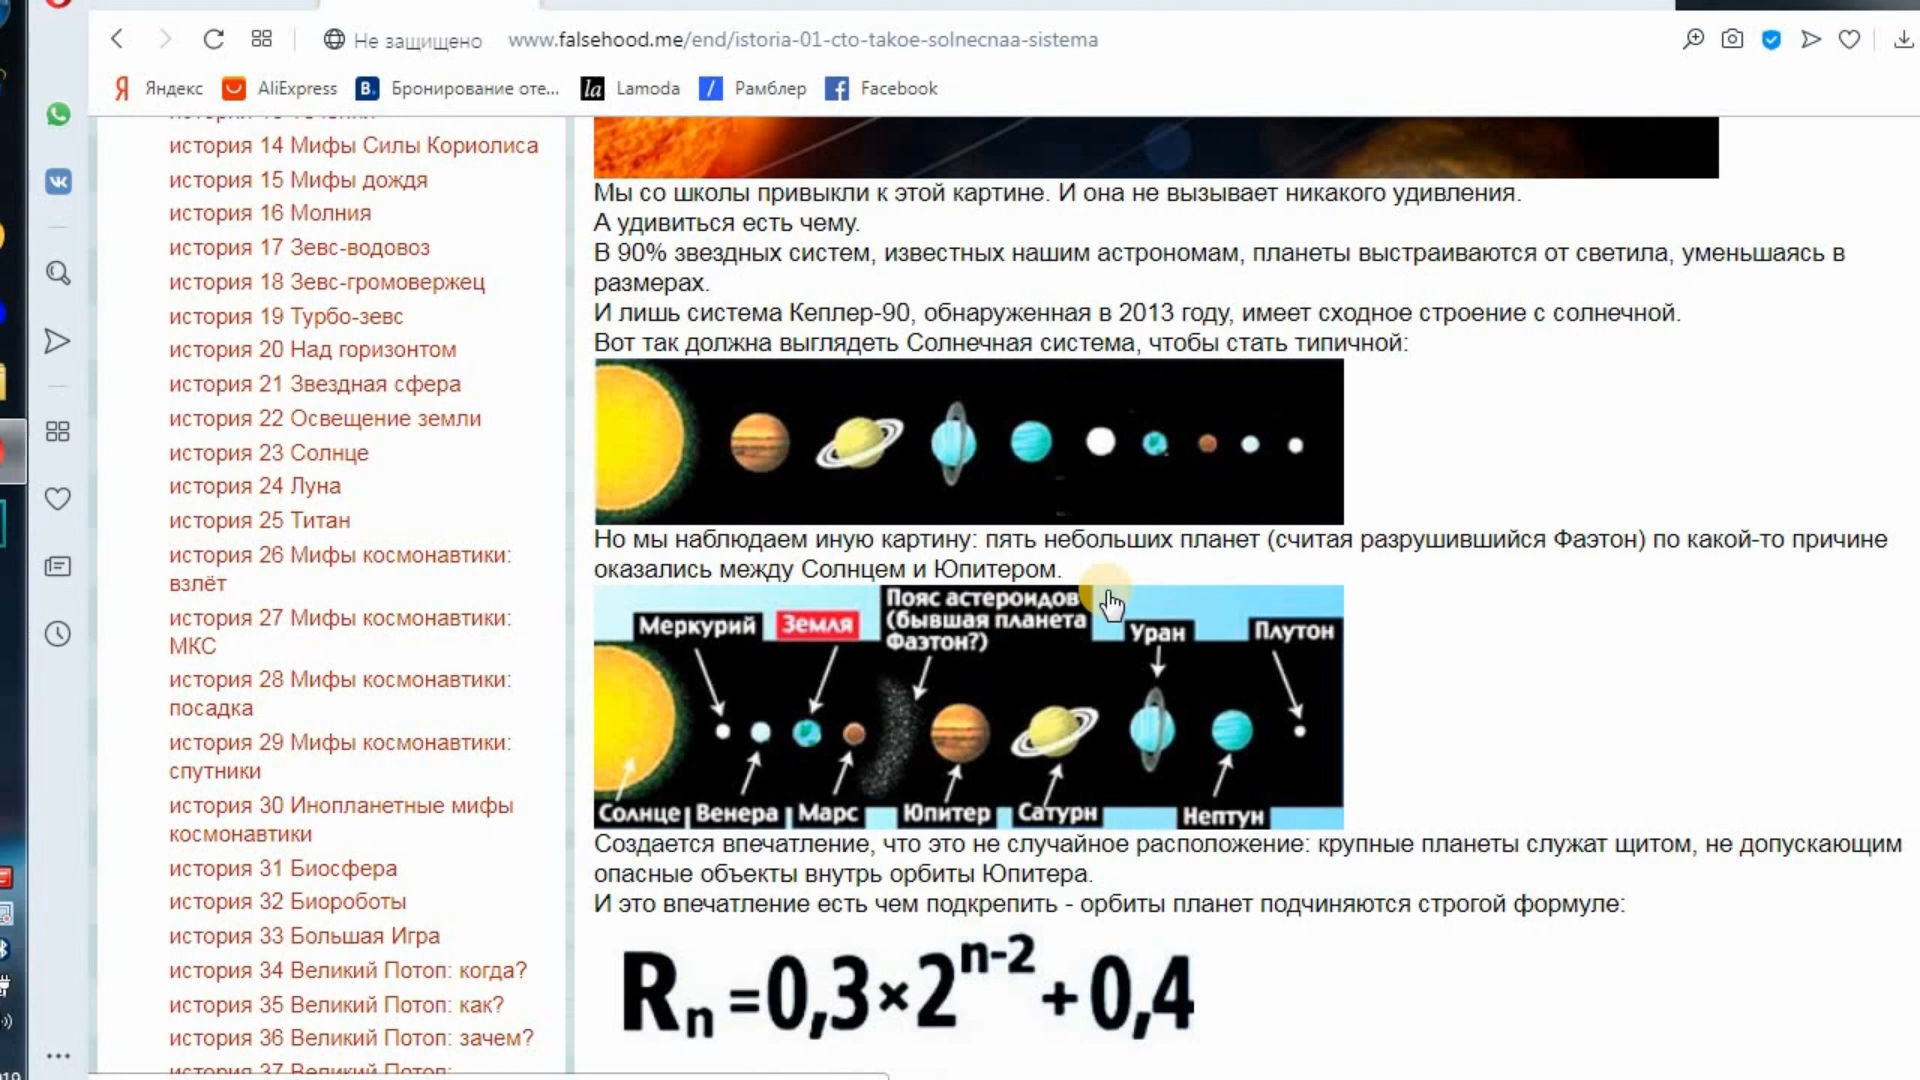 Не защищено www.falsehood.me/end/istoria-01-cto-takoe-solnecnaa-sistema
Яндекс AliExpress Бронирование оте... Lamoda Рамблер Facebook
история 14 Мифы Силы Кориолиса
история 15 Мифы дождя
история 16 Молния
история 17 Зевс-водовоз
история 18 Зевс-громовержец
история 19 Турбо-зевс
история 20 Над горизонтом
история 21 Звездная сфера
история 22 Освещение земли
история 23 Солнце
история 24 Луна
история 25 Титан
история 26 Мифы космонавтики:
взлёт
история 27 Мифы космонавтики:
МКС
история 28 Мифы космонавтики:
посадка
история 29 Мифы космонавтики:
спутники
история 30 Инопланетные мифы
космонавтики
история 31 Биосфера
история 32 Биороботы
история 33 Большая Игра
история 34 Великий Потоп: когда?
история 35 Великий Потоп: как?
история 36 Великий Потоп: зачем?
история 37 Великий Потоп:
Мы со школы привыкли к этой картине. И она не вызывает никакого удивления.
А удивиться есть чему.
В 90% звездных систем, известных нашим астрономам, планеты выстраиваются от светила, уменьшаясь в
размерах.
И лишь система Кеплер-90, обнаруженная в 2013 году, имеет сходное строение с солнечной.
Вот так должна выглядеть Солнечная система, чтобы стать типичной:
Но мы наблюдаем иную картину: пять небольших планет (считая разрушившийся Фаэтон) по какой-то причине
оказались между Солнцем и Юпитером.
Меркурий Земля
Пояс астероидов
(бывшая планета
Фаэтон?)
Уран Плутон
Солнце Венера Марс Юпитер Сатурн Нептун
Создается впечатление, что это не случайное расположение: крупные планеты служат щитом, не допускающим
опасные объекты внутрь орбиты Юпитера.
И это впечатление есть чем подкрепить - орбиты планет подчиняются строгой формуле:
Rn =0,3×2^n-2 +0,4